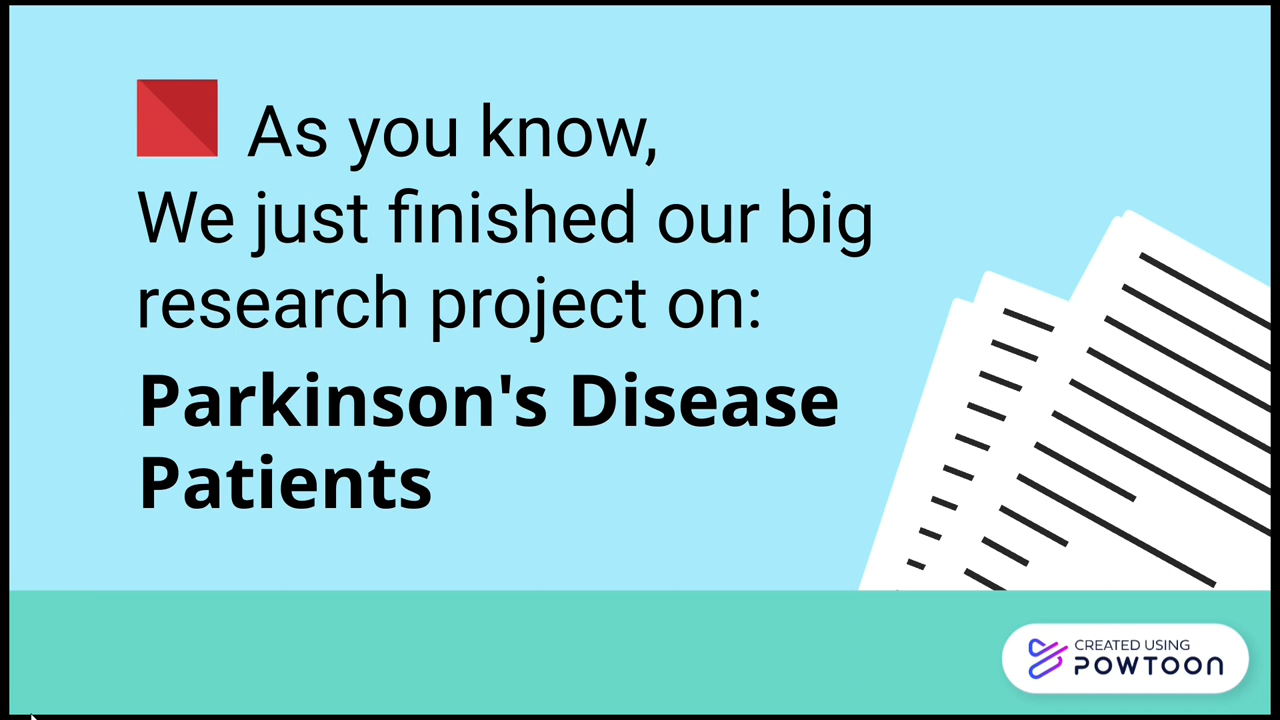 As you know,
We just finished our big
research project on:
Parkinson's Disease
Patients
CREATED USING
POWTOON